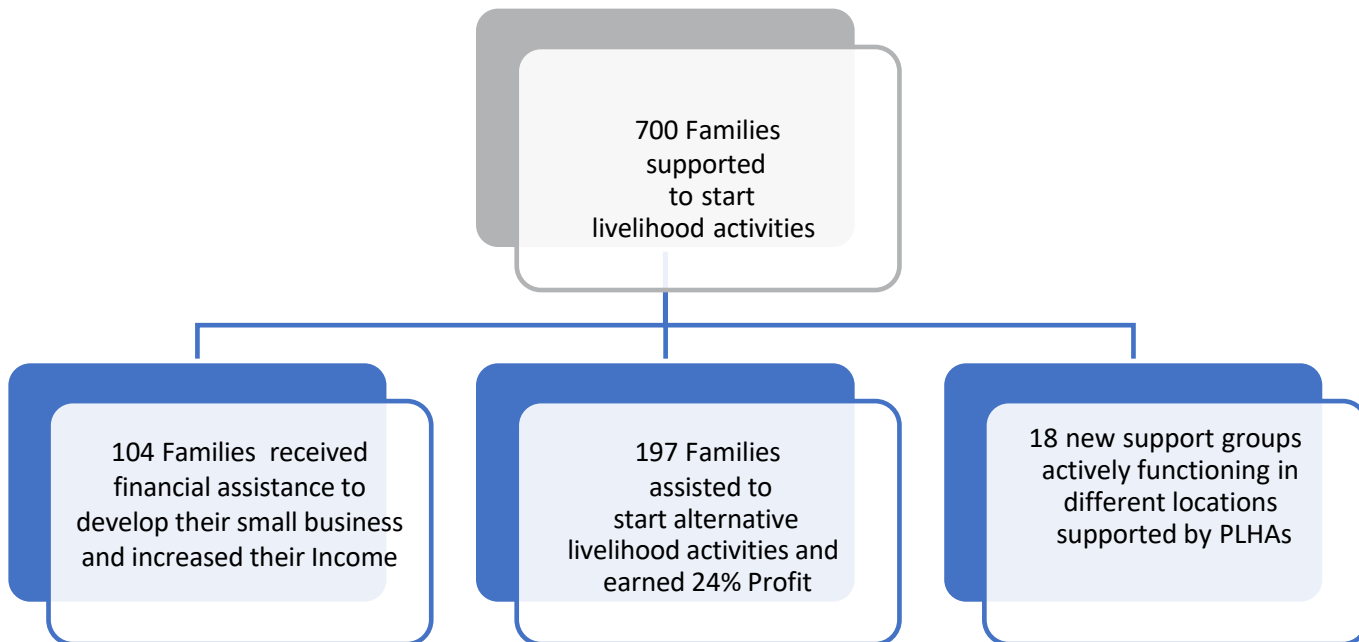 700 Families
supported
to start
livelihood activities
104 Families  received
financial assistance to
develop their small business
and increased their Income
197 Families
assisted to
start alternative
livelihood activities and
earned 24% Profit
18 new support groups
actively functioning in
different locations
supported by PLHAs